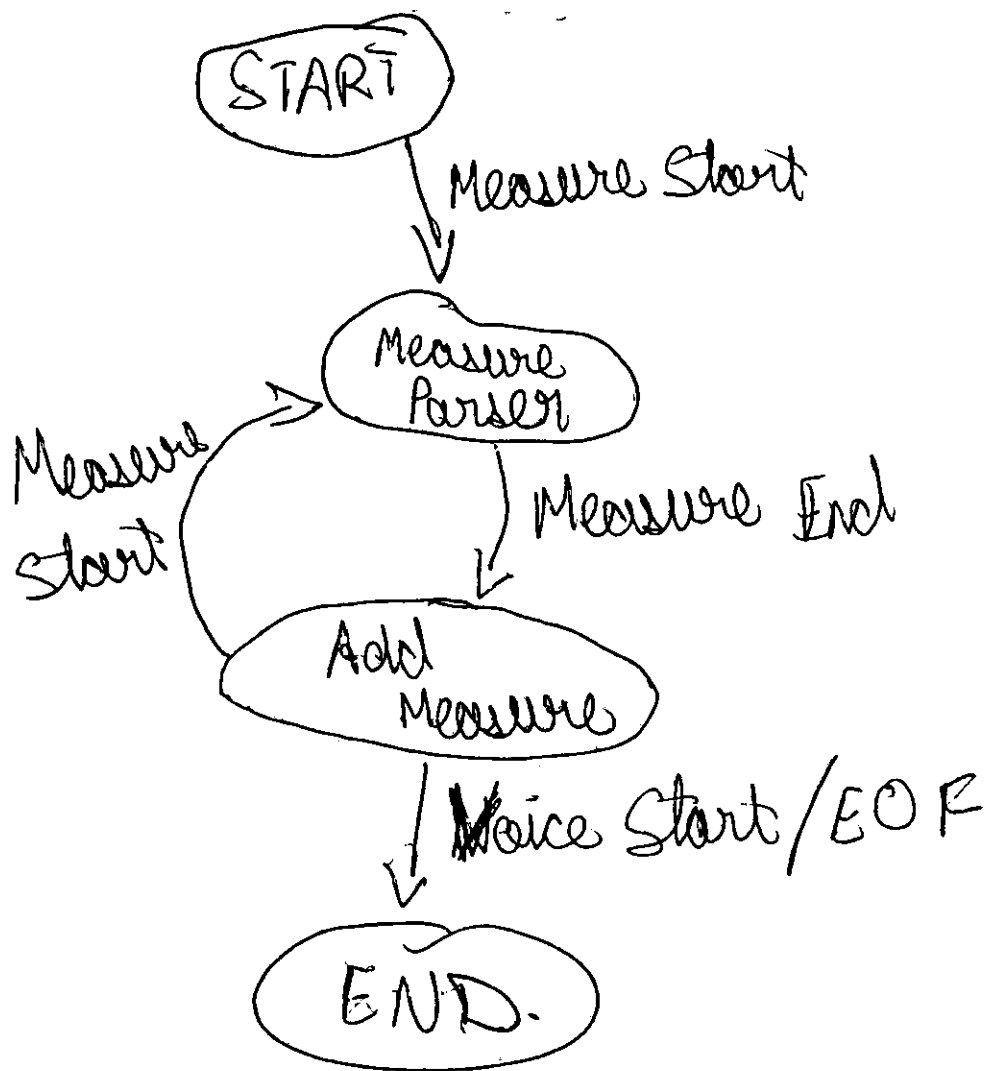 START
Measure Start
Measure
Parser
Measure
Start
Measure End
Add
Measure
Voice Start/EOF
END.